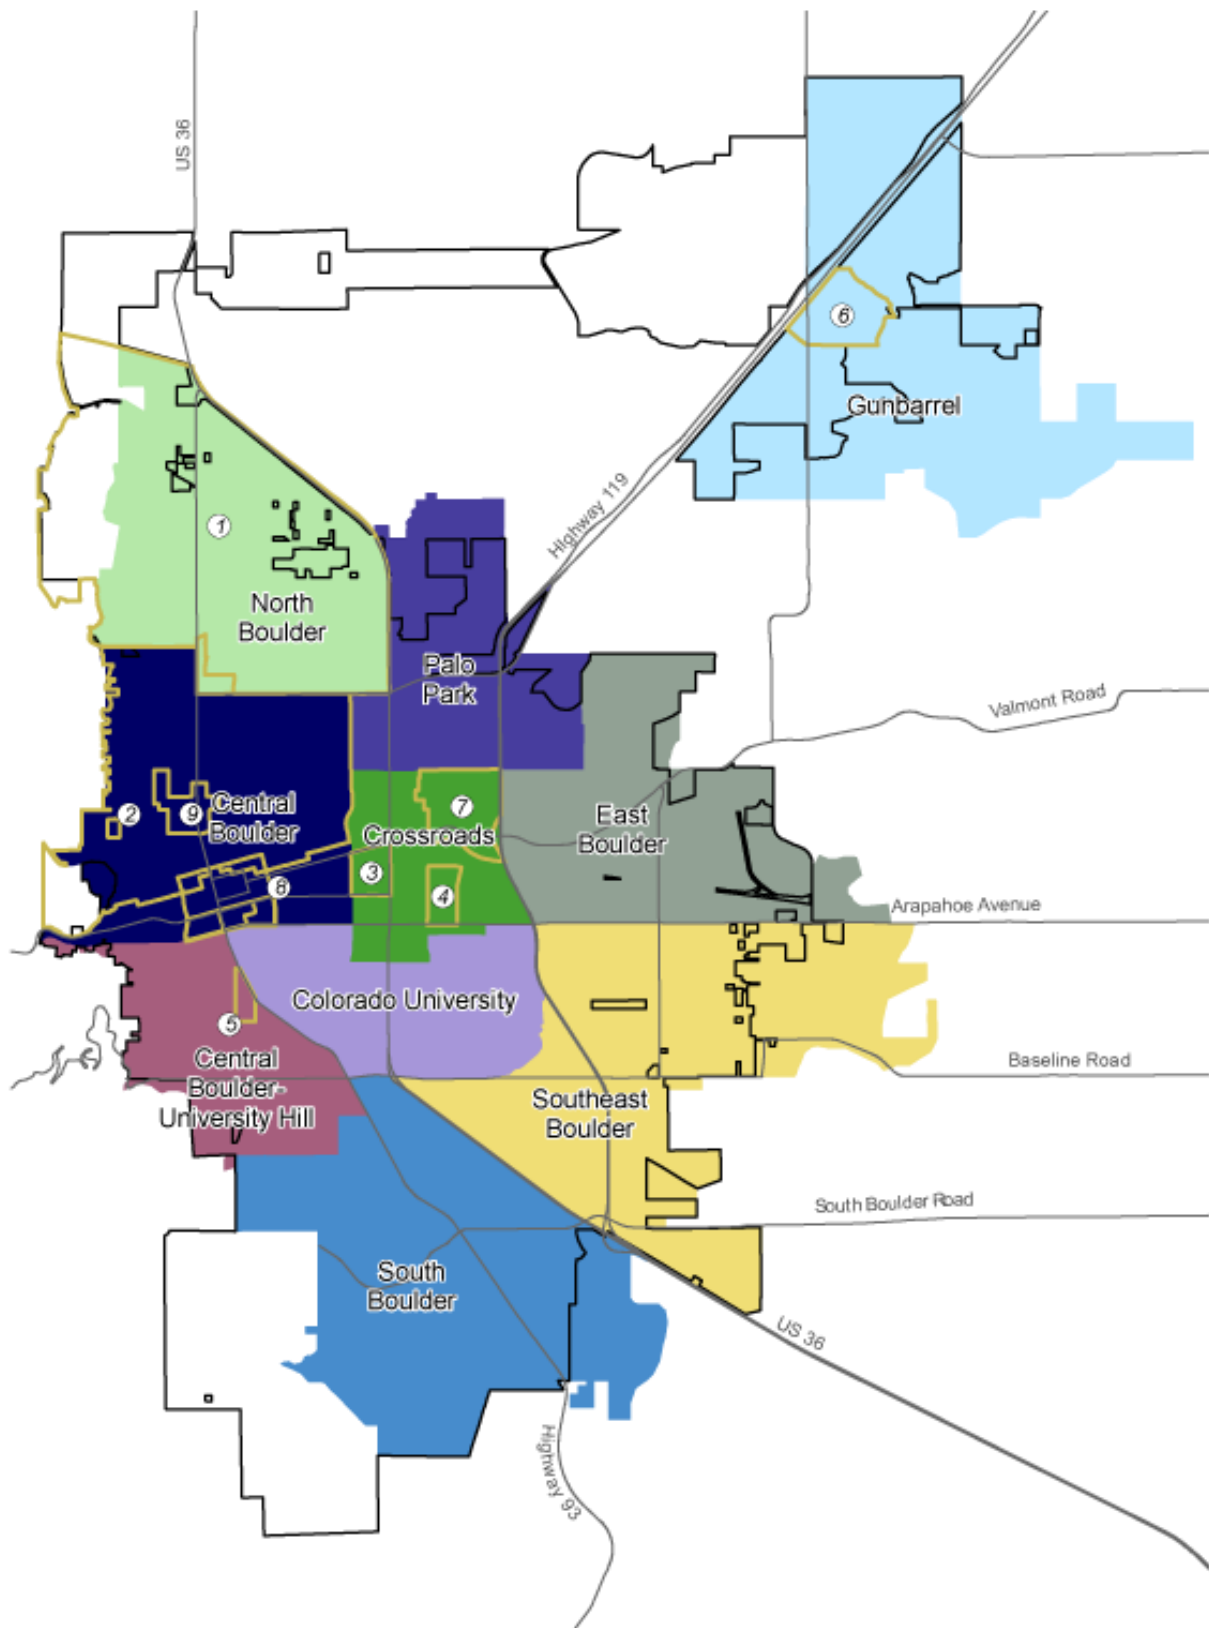 US 36
6
Gunbarrel
Highway 119
1
North
Boulder
Palo
Park
Valmont Road
2
9
Central
Boulder
7
Crossroads
East
Boulder
3
8
4
Arapahoe Avenue
Colorado University
5
Central
Boulder-
University Hill
Baseline Road
Southeast
Boulder
South Boulder Road
South
Boulder
US 36
Highway 93